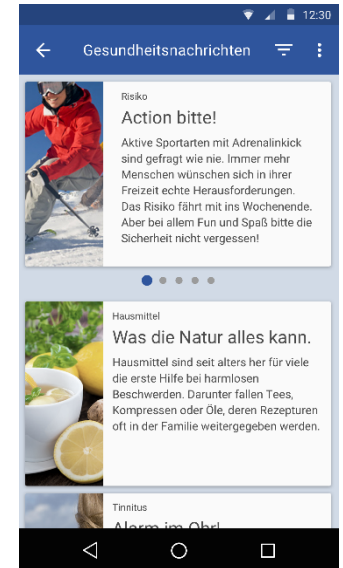 12:30
Gesundheitsnachrichten
Risiko
Action bitte!
Aktive Sportarten mit Adrenalinkick
sind gefragt wie nie. Immer mehr
Menschen wünschen sich in ihrer
Freizeit echte Herausforderungen.
Das Risiko fährt mit ins Wochenende.
Aber bei allem Fun und Spaß bitte die
Sicherheit nicht vergessen!
Hausmittel
Was die Natur alles kann.
Hausmittel sind seit alters her für viele
die erste Hilfe bei harmlosen
Beschwerden. Darunter fallen Tees,
Kompressen oder Öle, deren Rezepturen
oft in der Familie weitergegeben werden.
Tinnitus
Alarm im Ohr!